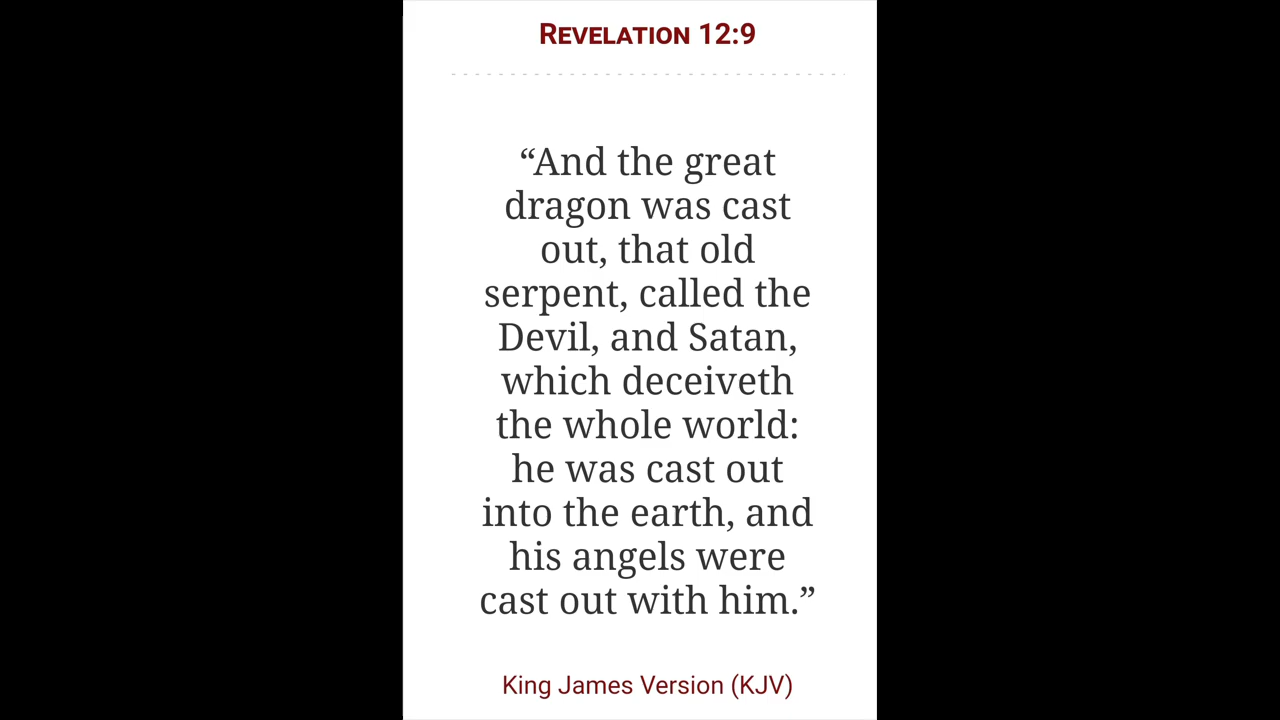 Revelation 12:9
“And the great
dragon was cast
out, that old
serpent, called the
Devil, and Satan,
which deceiveth
the whole world:
he was cast out
into the earth, and
his angels were
cast out with him.”
King James Version (KJV)